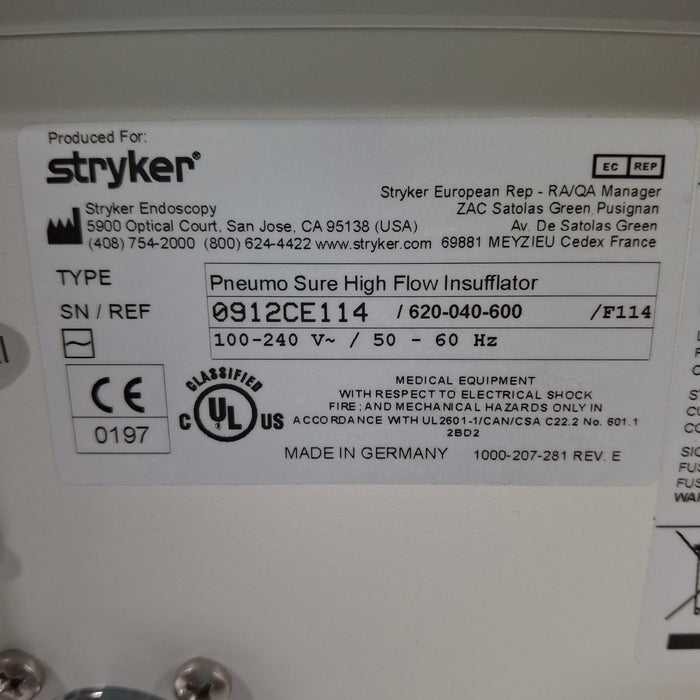 Produced For:
stryker®
EC REP
Stryker European Rep - RA/QA Manager
ZAC Satolas Green, Pusignan
Av. De Satolas Green
69881 MEYZIEU Cedex France
Stryker Endoscopy
5900 Optical Court, San Jose, CA 95138 (USA)
(408) 754-2000 (800) 624-4422 www.stryker.com
TYPE Pneumo Sure High Flow Insufflator
SN / REF 0912CE114 / 620-040-600 /F114
100-240 V~ / 50 - 60 Hz
CE
0197
CLASSIFIED
C UL US
MEDICAL EQUIPMENT
WITH RESPECT TO ELECTRICAL SHOCK
FIRE; AND MECHANICAL HAZARDS ONLY IN
ACCORDANCE WITH UL2601-1/CAN/CSA C22.2 No. 601.1
2BD2
MADE IN GERMANY 1000-207-281 REV. E